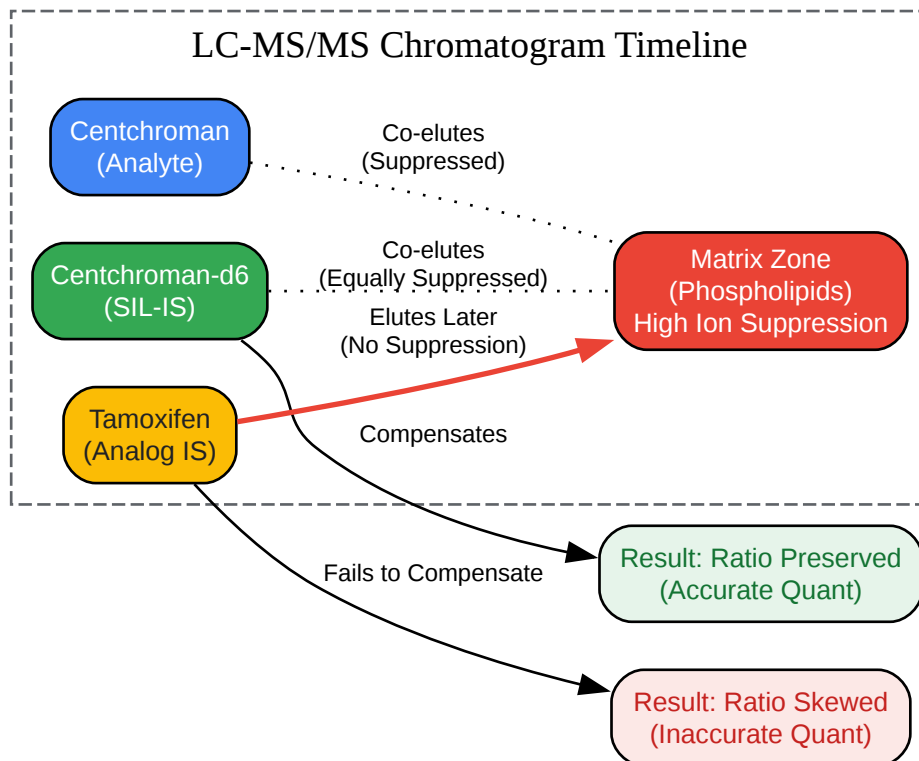 LC-MS/MS Chromatogram Timeline
Centchroman
(Analyte)
Co-elutes
(Suppressed)
Centchroman-d6
(SIL-IS)
Co-elutes
(Equally Suppressed)
Matrix Zone
(Phospholipids)
High Ion Suppression
Elutes Later
(No Suppression)
Tamoxifen
(Analog IS)
Compensates
Result: Ratio Preserved
(Accurate Quant)
Fails to Compensate
Result: Ratio Skewed
(Inaccurate Quant)